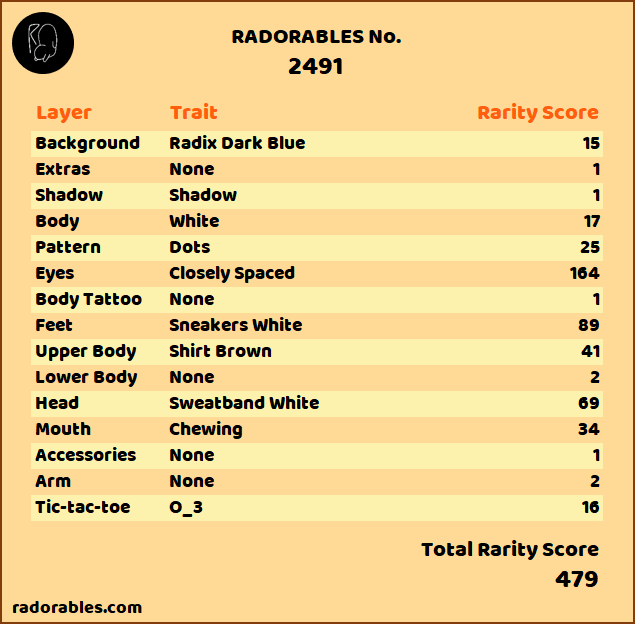 RADORABLES No.
2491
Layer Trait Rarity Score
Background Radix Dark Blue 15
Extras None 1
Shadow Shadow 1
Body White 17
Pattern Dots 25
Eyes Closely Spaced 164
Body Tattoo None 1
Feet Sneakers White 89
Upper Body Shirt Brown 41
Lower Body None 2
Head Sweatband White 69
Mouth Chewing 34
Accessories None 1
Arm None 2
Tic-tac-toe O_3 16
Total Rarity Score
479
radorables.com